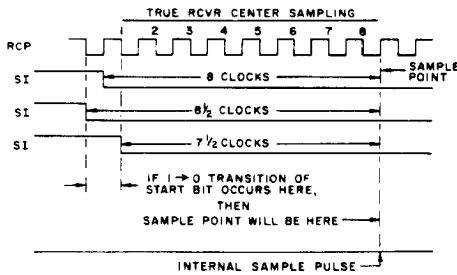 TRUE RCVR CENTER SAMPLING
2 3 4 5 6 7 8
RCP
SAMPLE POINT
SI 8 CLOCKS
SI 8½ CLOCKS
SI 7 ½ CLOCKS
IF 1→0 TRANSITION OF
START BIT OCCURS HERE,
THEN
SAMPLE POINT WILL BE HERE
INTERNAL SAMPLE PULSE